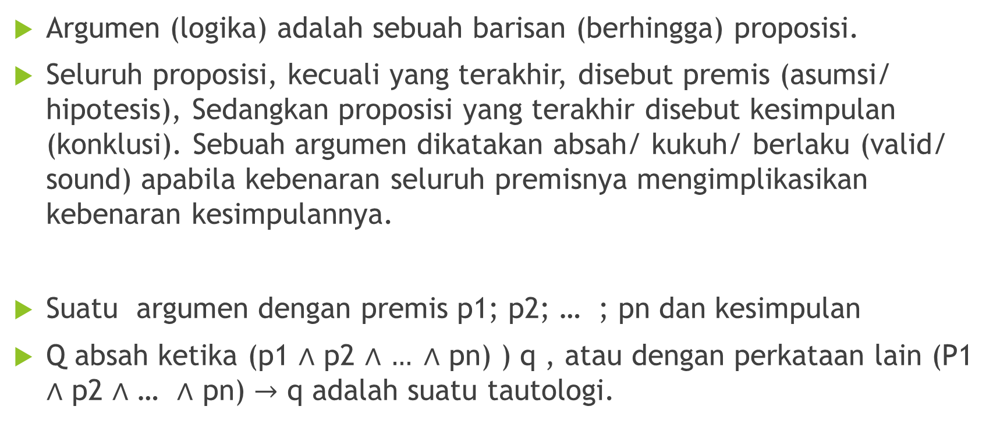 Argumen (logika) adalah sebuah barisan (berhingga) proposisi.
Seluruh proposisi, kecuali yang terakhir, disebut premis (asumsi/
hipotesis), Sedangkan proposisi yang terakhir disebut kesimpulan
(konklusi). Sebuah argumen dikatakan absah/ kukuh/ berlaku (valid/
sound) apabila kebenaran seluruh premisnya mengimplikasikan
kebenaran kesimpulannya.
Suatu  argumen dengan premis p1; p2; …  ; pn dan kesimpulan
Q absah ketika (p1 ∧ p2 ∧ … ∧ pn) ) q , atau dengan perkataan lain (P1
∧ p2 ∧ …  ∧ pn) → q adalah suatu tautologi.